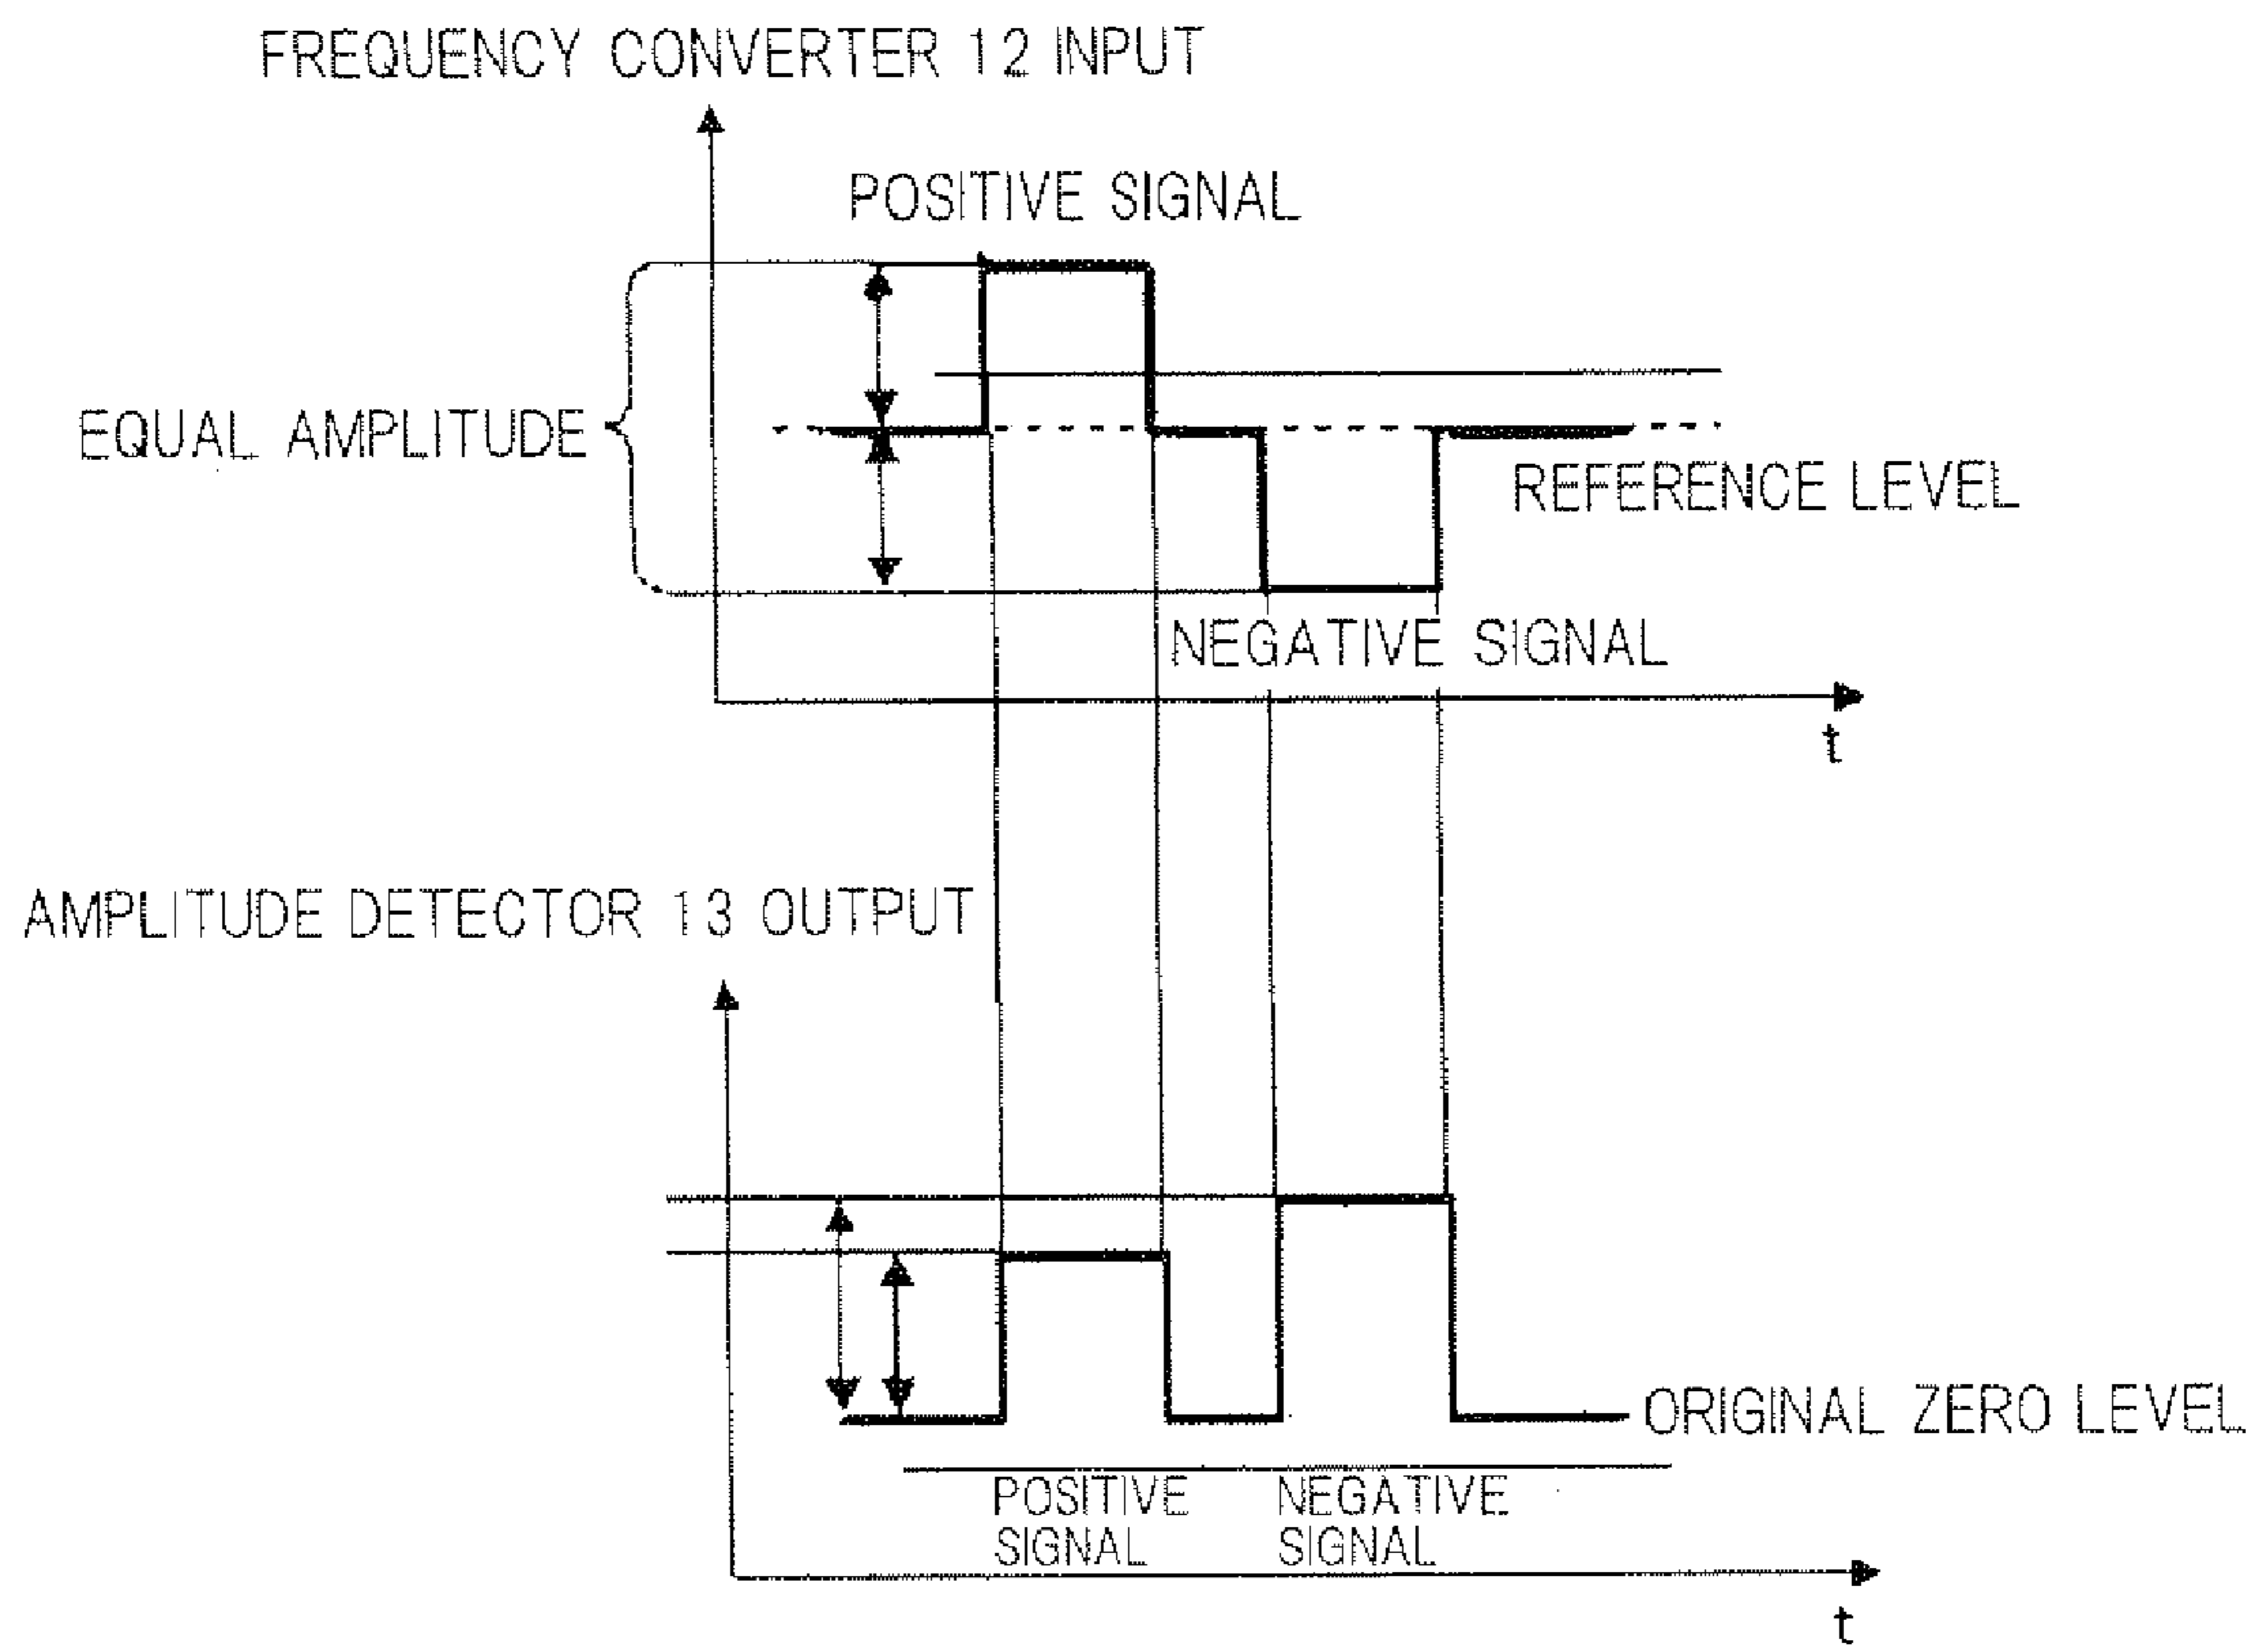 FREQUENCY CONVERTER 12 INPUT
POSITIVE SIGNAL
EQUAL AMPLITUDE
REFERENCE LEVEL
NEGATIVE SIGNAL
t
AMPLITUDE DETECTOR 13 OUTPUT
ORIGINAL ZERO LEVEL
POSITIVE
SIGNAL
NEGATIVE
SIGNAL
t